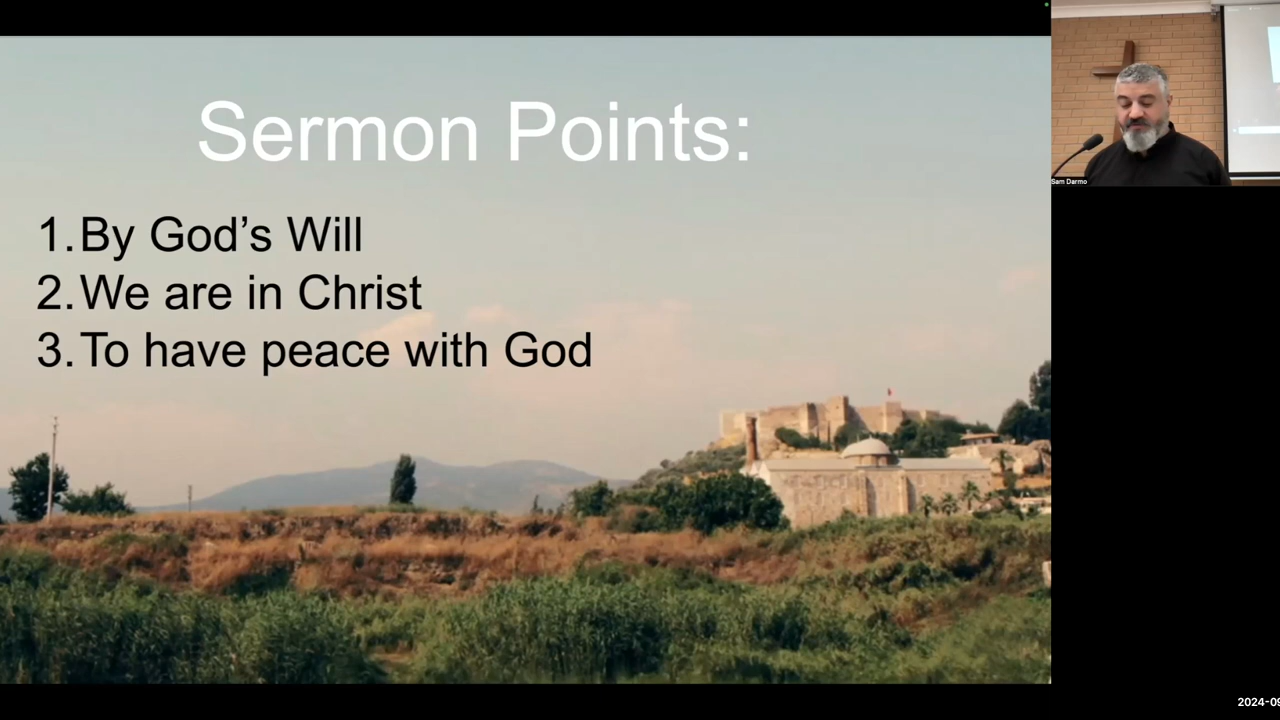 Sermon Points:
1. By God’s Will
2. We are in Christ
3. To have peace with God
Sam Darmo
2024-09